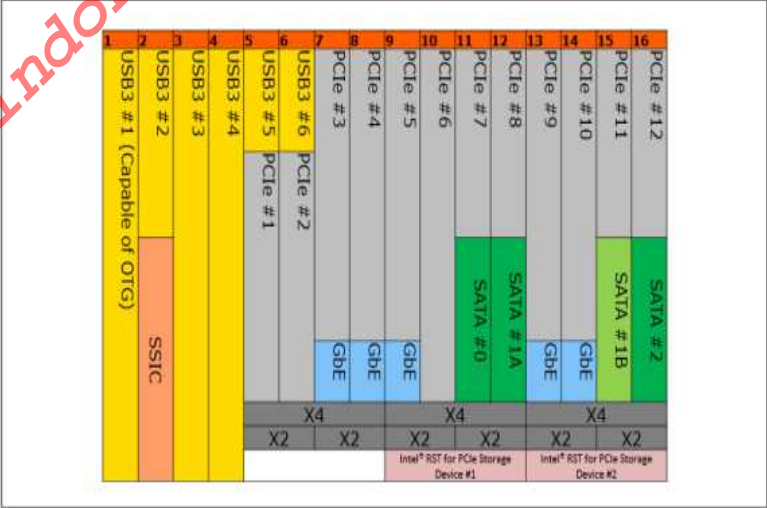 indo
1 2 3 4 5 6 7 8 9 10 11 12 13 14 15 16
USB3 #1 (Capable of OTG)
USB3 #2
SSIC
USB3 #3
USB3 #4
USB3 #5
PCIe #1
USB3 #6
PCIe #2
PCIe #3
GbE
PCIe #4
GbE
PCIe #5
GbE
PCIe #6
PCIe #7
SATA #0
PCIe #8
SATA #1A
PCIe #9
GbE
PCIe #10
GbE
PCIe #11
SATA #1B
PCIe #12
SATA #2
X4 X4 X4
X2 X2 X2 X2 X2 X2
Intel® RST for PCIe Storage
Device #1
Intel® RST for PCIe Storage
Device #2